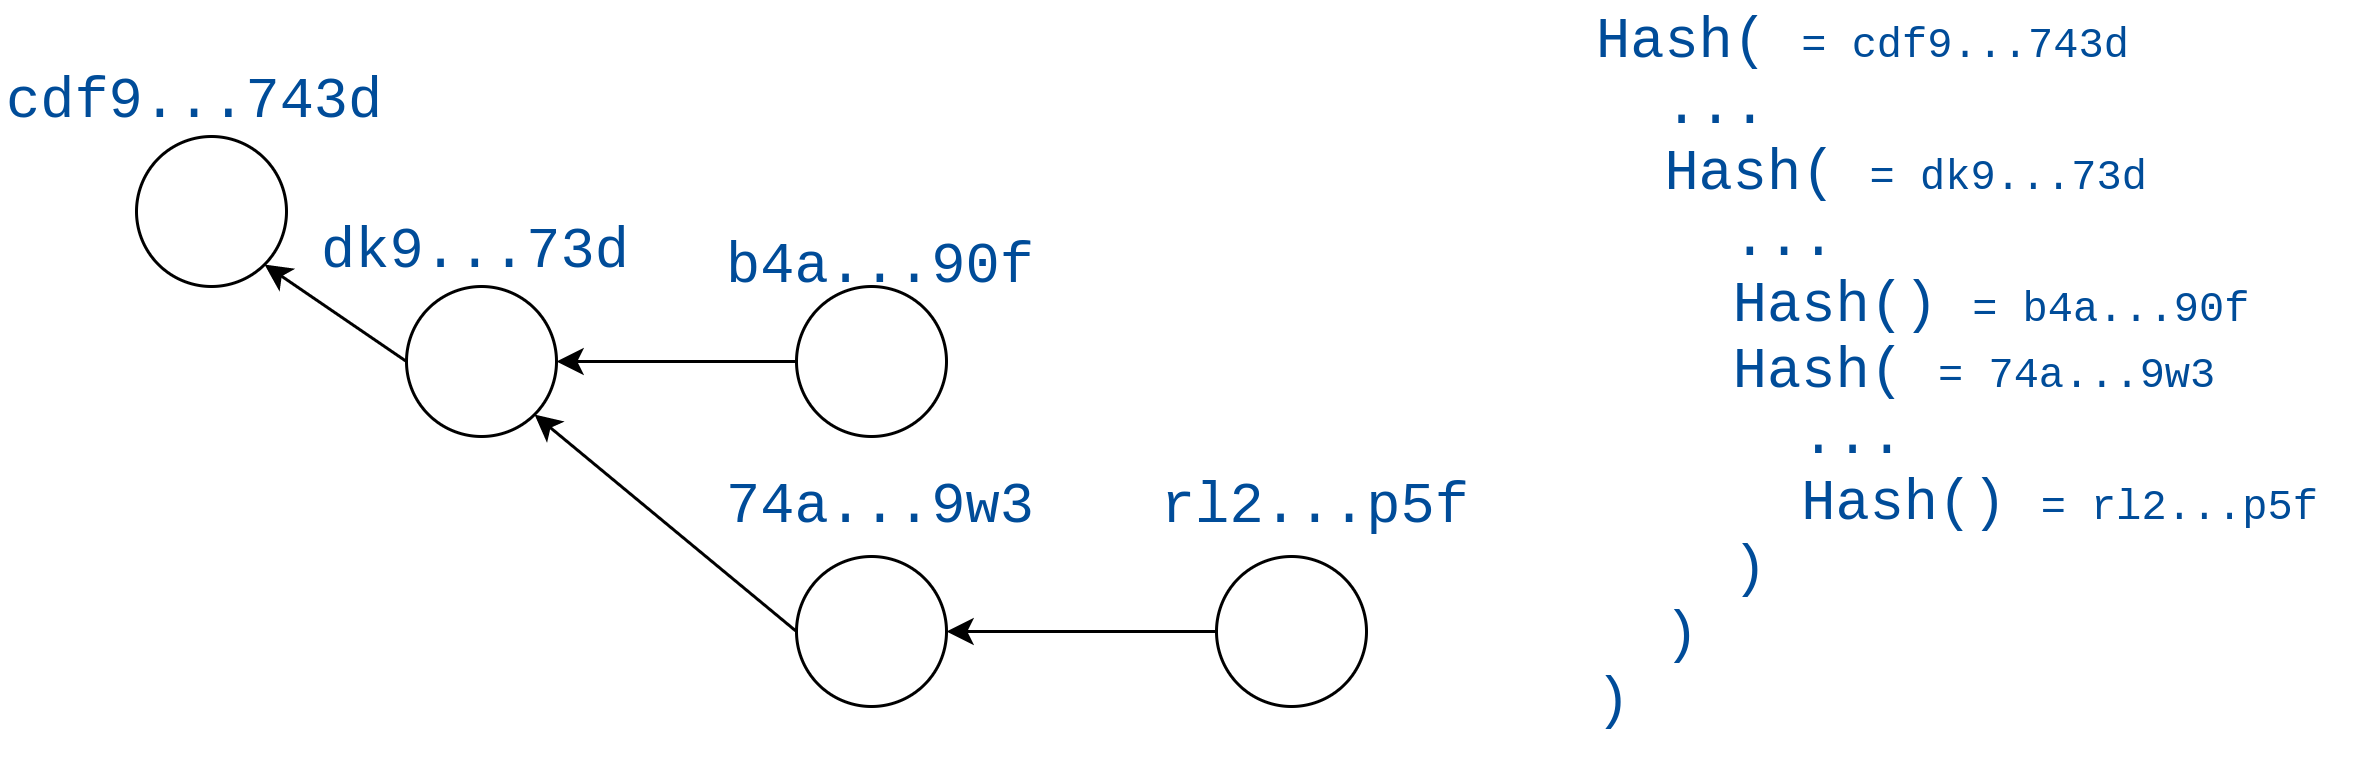 cdf9...743d
dk9...73d
b4a...90f
74a...9w3
rl2...p5f
Hash( = cdf9...743d
...
Hash( = dk9...73d
...
Hash() = b4a...90f
Hash( = 74a...9w3
...
Hash() = rl2...p5f
)
)
)